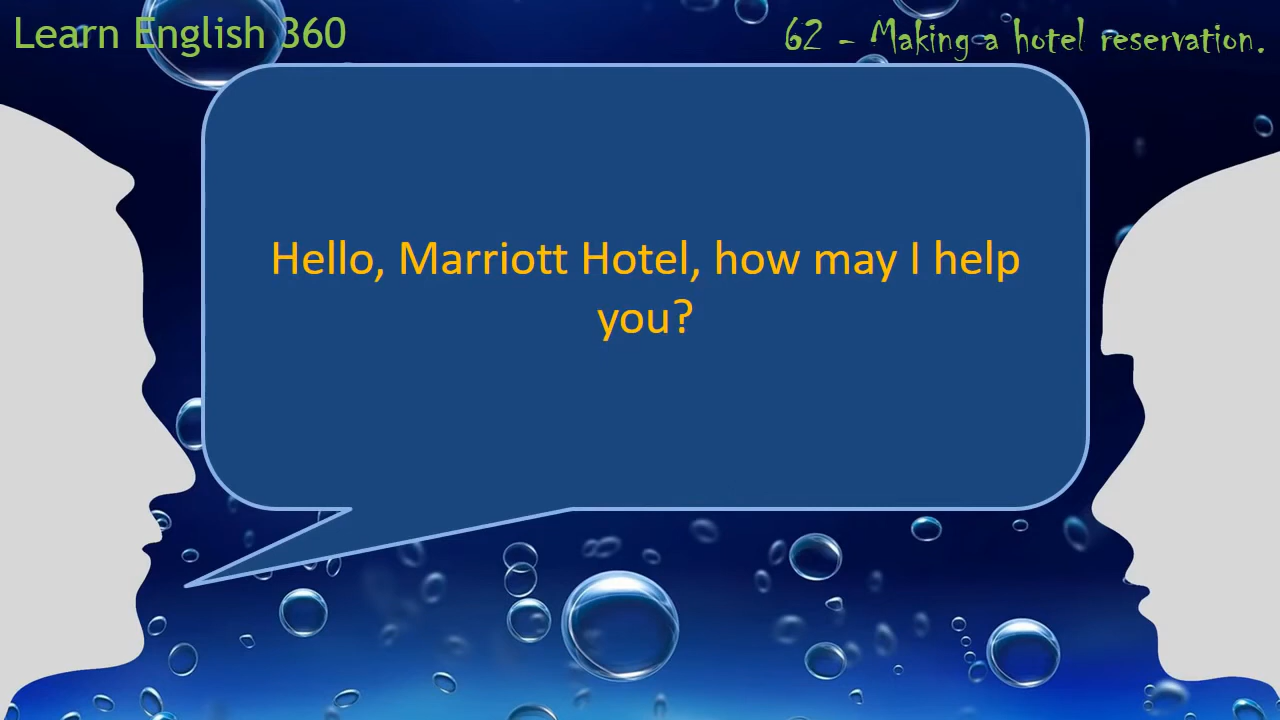 Learn English 360
62 - Making a hotel reservation.
Hello, Marriott Hotel, how may I help
you?